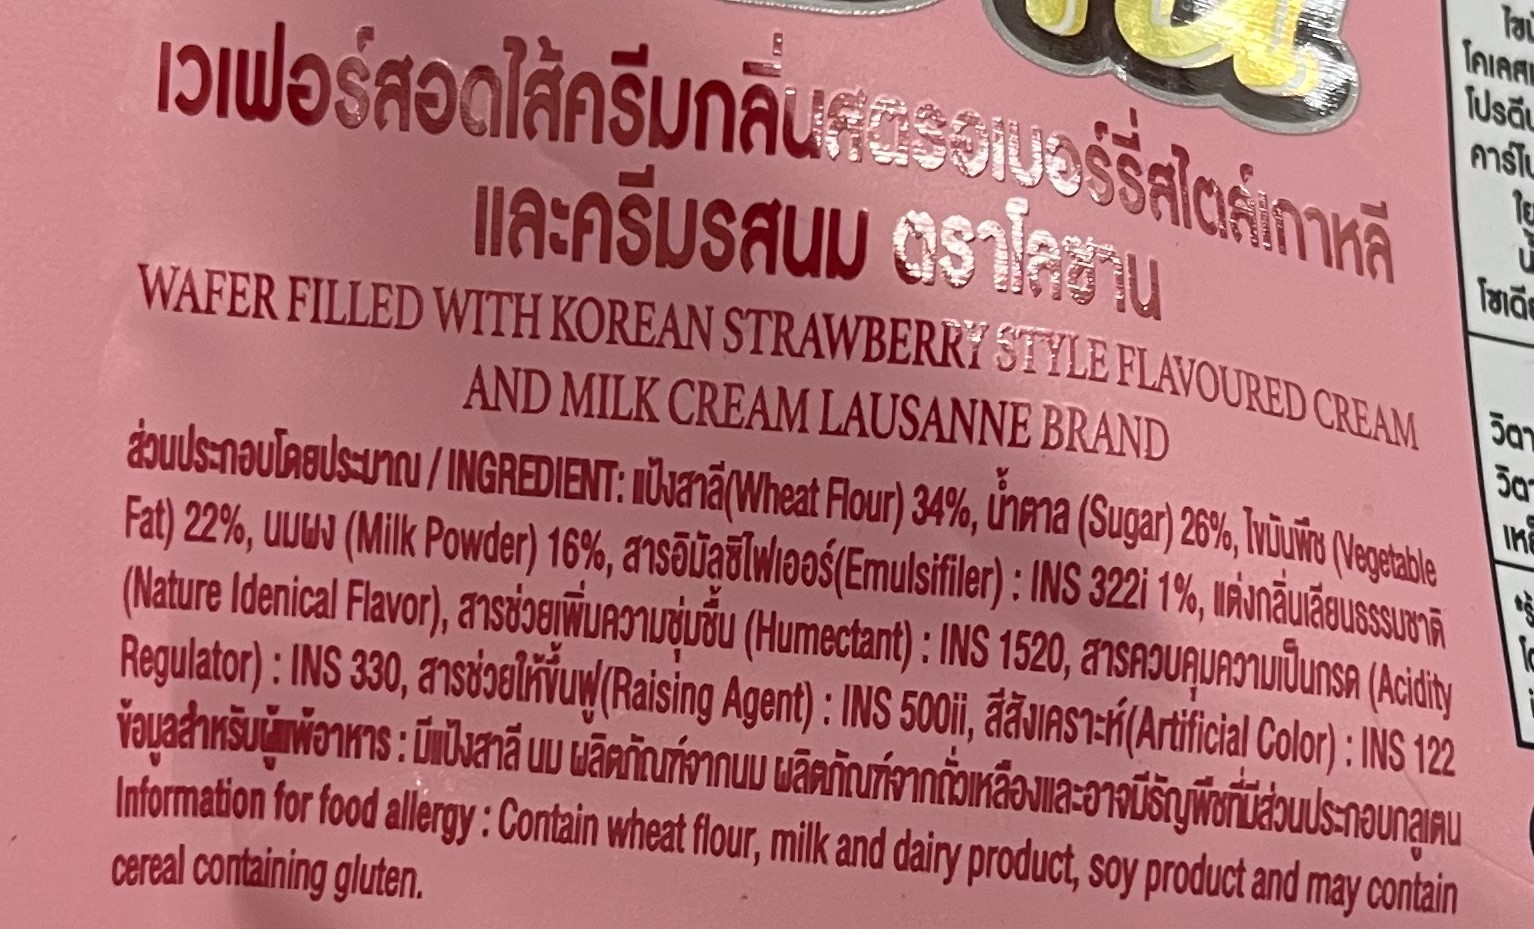 เวเฟอร์สอดไส้ครีมกลิ่นสตรอเบอร์รี่สไตล์เกาหลี
และครีมรสนม ตราโลซาน
WAFER FILLED WITH KOREAN STRAWBERRY STYLE FLAVOURED CREAM
AND MILK CREAM LAUSANNE BRAND
ส่วนประกอบโดยประมาณ / INGREDIENT: แป้งสาลี(Wheat Flour) 34%, น้ำตาล (Sugar) 26%, ไขมันพืช (Vegetable
Fat) 22%, นมผง (Milk Powder) 16%, สารอิมัลซิไฟเออร์(Emulsifiler) : INS 322i 1%, แต่งกลิ่นเลียนธรรมชาติ
(Nature Idenical Flavor), สารช่วยเพิ่มความชุ่มชื้น (Humectant) : INS 1520, สารควบคุมความเป็นกรด (Acidity
Regulator) : INS 330, สารช่วยให้ขึ้นฟู(Raising Agent) : INS 500ii, สีสังเคราะห์(Artificial Color) : INS 122
ข้อมูลสำหรับผู้แพ้อาหาร : มีแป้งสาลี นม ผลิตภัณฑ์จากนม ผลิตภัณฑ์จากถั่วเหลืองและอาจมีธัญพืชที่มีส่วนประกอบกลูเตน
Information for food allergy : Contain wheat flour, milk and dairy product, soy product and may contain
cereal containing gluten.